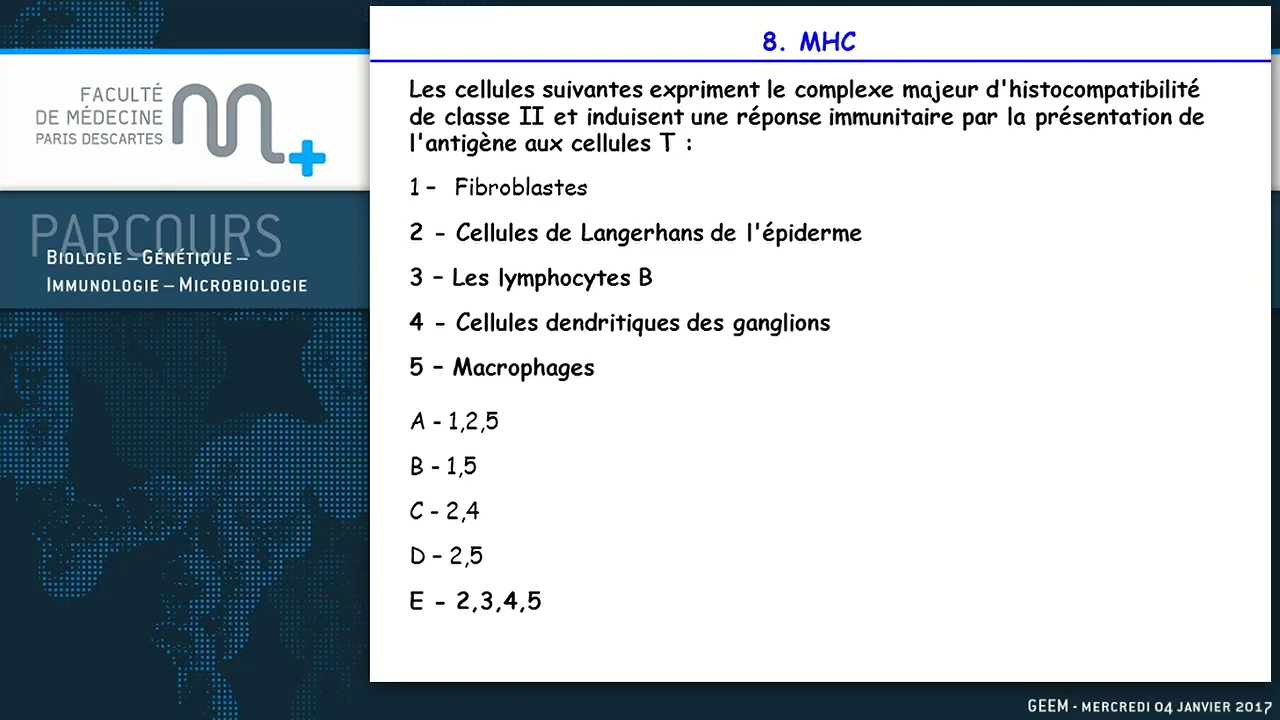 FACULTÉ
DE MÉDECINE
PARIS DESCARTES
PARCOURS
BIOLOGIE – GÉNÉTIQUE –
IMMUNOLOGIE – MICROBIOLOGIE
8. MHC
Les cellules suivantes expriment le complexe majeur d'histocompatibilité
de classe II et induisent une réponse immunitaire par la présentation de
l'antigène aux cellules T :
1 – Fibroblastes
2 - Cellules de Langerhans de l'épiderme
3 – Les lymphocytes B
4 - Cellules dendritiques des ganglions
5 – Macrophages
A - 1,2,5
B - 1,5
C - 2,4
D – 2,5
E - 2,3,4,5
GEEM - MERCREDI 04 JANVIER 2017